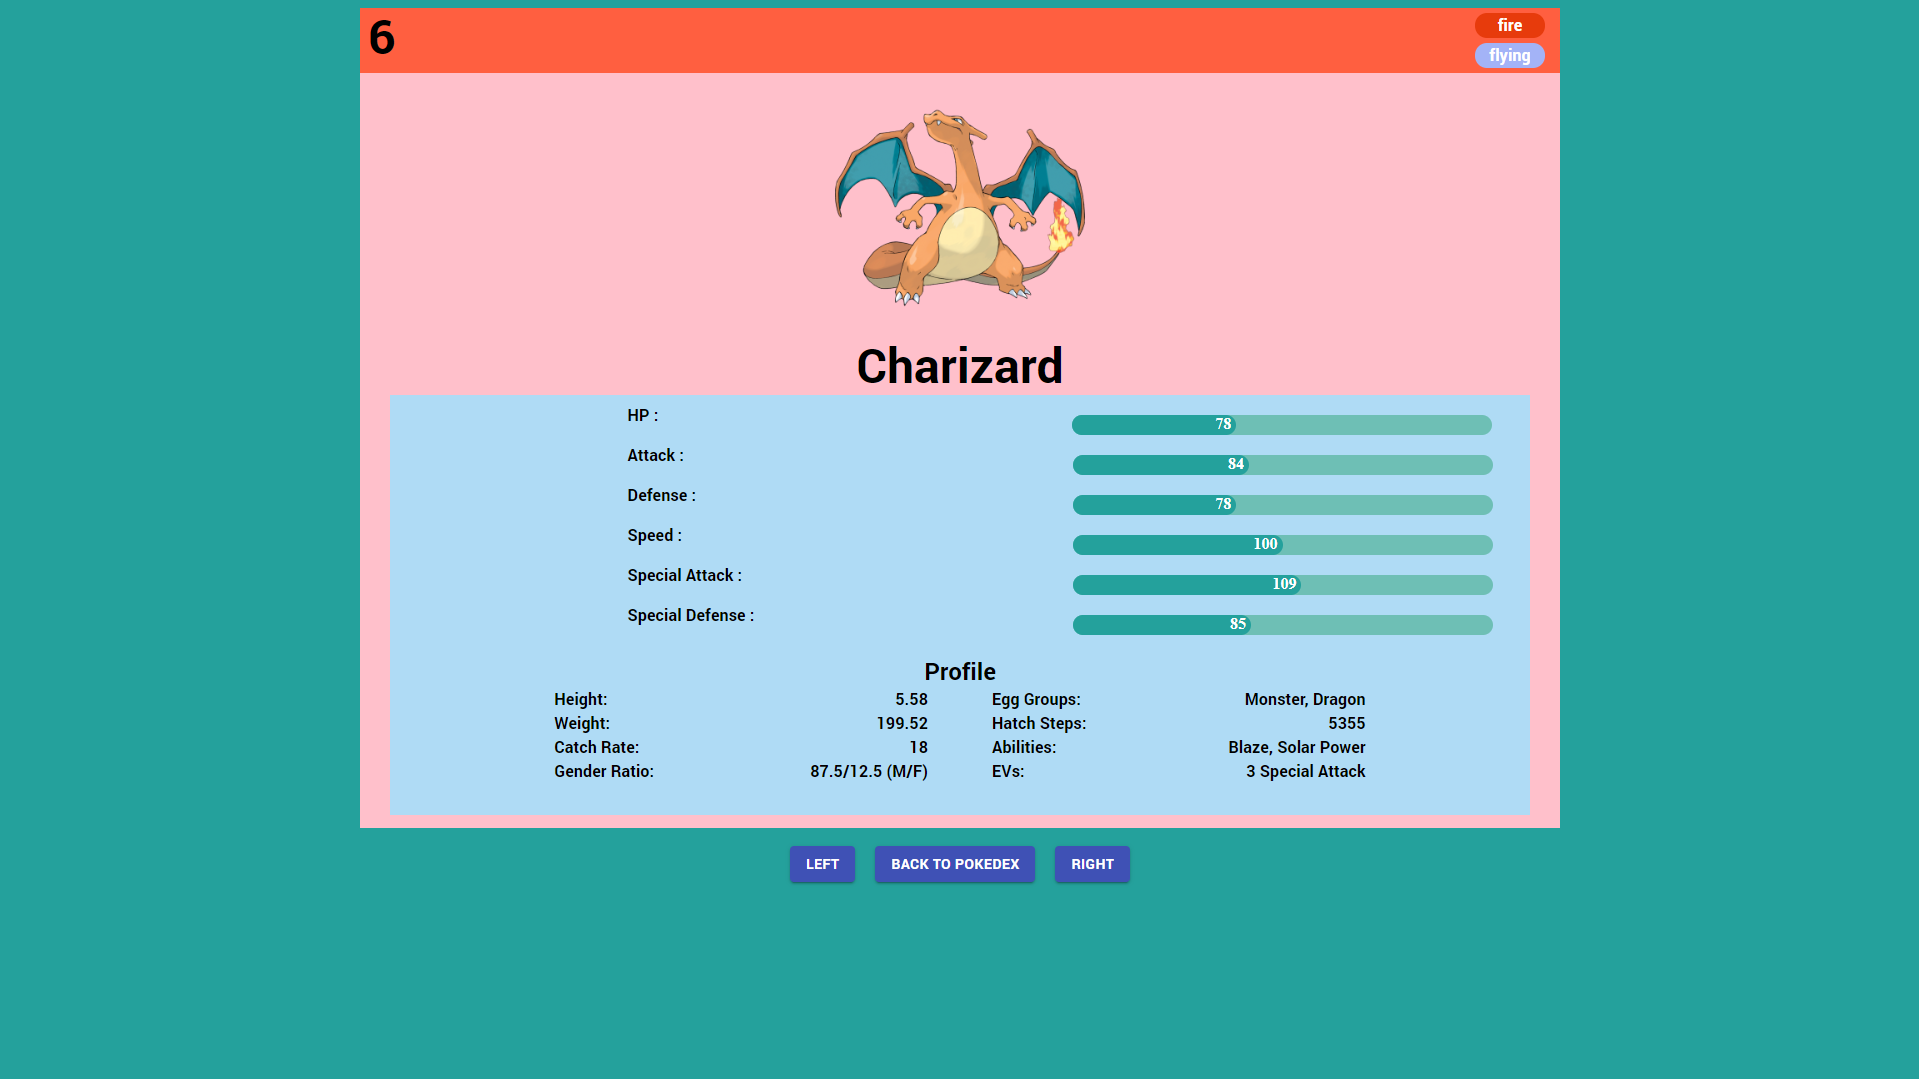 6
fire
flying
Charizard
HP : 78
Attack : 84
Defense : 78
Speed : 100
Special Attack : 109
Special Defense : 85
Profile
Height: 5.58 Egg Groups: Monster, Dragon
Weight: 199.52 Hatch Steps: 5355
Catch Rate: 18 Abilities: Blaze, Solar Power
Gender Ratio: 87.5/12.5 (M/F) EVs: 3 Special Attack
LEFT BACK TO POKEDEX RIGHT